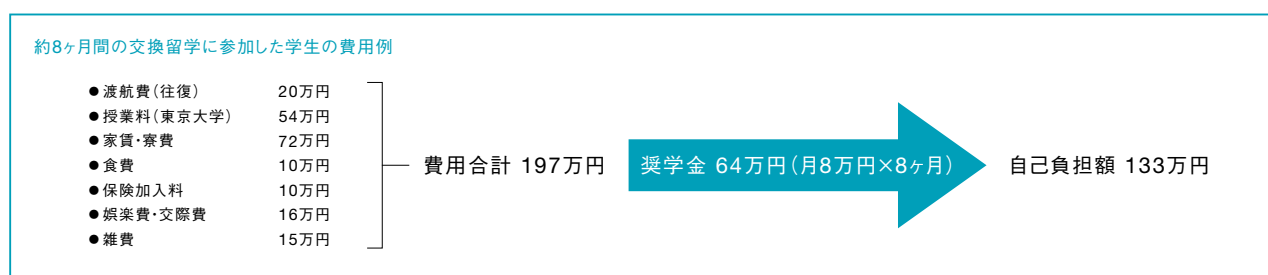 約8ヶ月間の交換留学に参加した学生の費用例
●渡航費(往復) 20万円
●授業料(東京大学) 54万円
●家賃・寮費 72万円
●食費 10万円
●保険加入料 10万円
●娯楽費・交際費 16万円
●雑費 15万円
費用合計 197万円
奨学金 64万円(月8万円×8ヶ月)
自己負担額 133万円